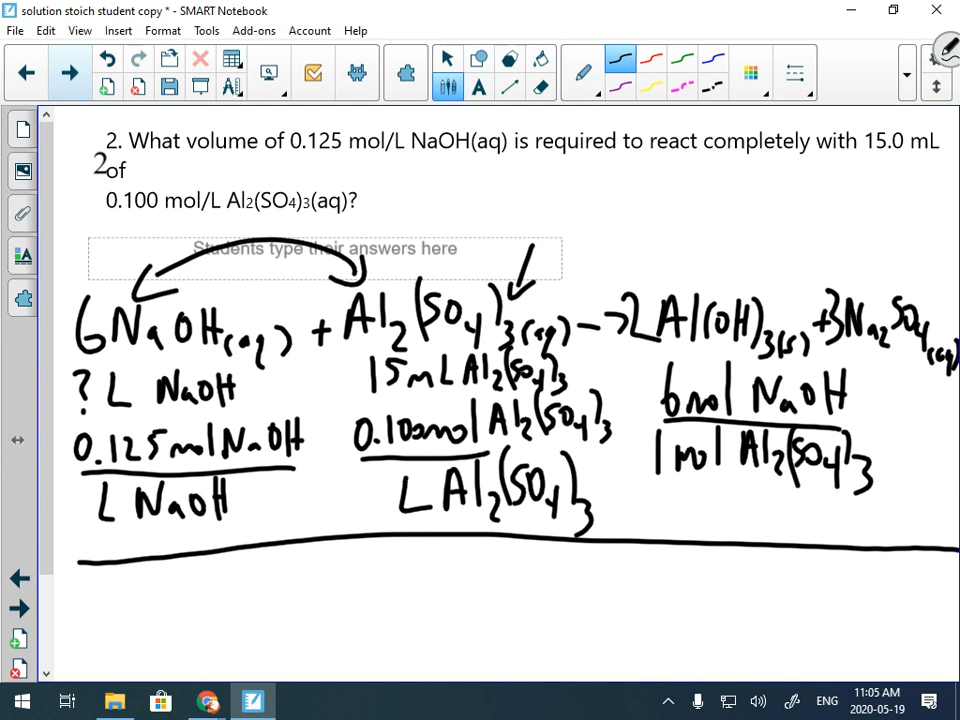 solution stoich student copy * - SMART Notebook
File Edit View Insert Format Tools Add-ons Account Help
2. What volume of 0.125 mol/L NaOH(aq) is required to react completely with 15.0 mL
2
of
0.100 mol/L Al2(SO4)3(aq)?
Students type their answers here
6NaOH(aq) + Al2(SO4)3(aq) → 2Al(OH)3(s) + 3Na2SO4(aq)
? L NaOH 15mL Al2(SO4)3 6mol NaOH
0.125molNaOH 0.100mol Al2(SO4)3 1mol Al2(SO4)3
L NaOH L Al2(SO4)3
ENG
11:05 AM
2020-05-19